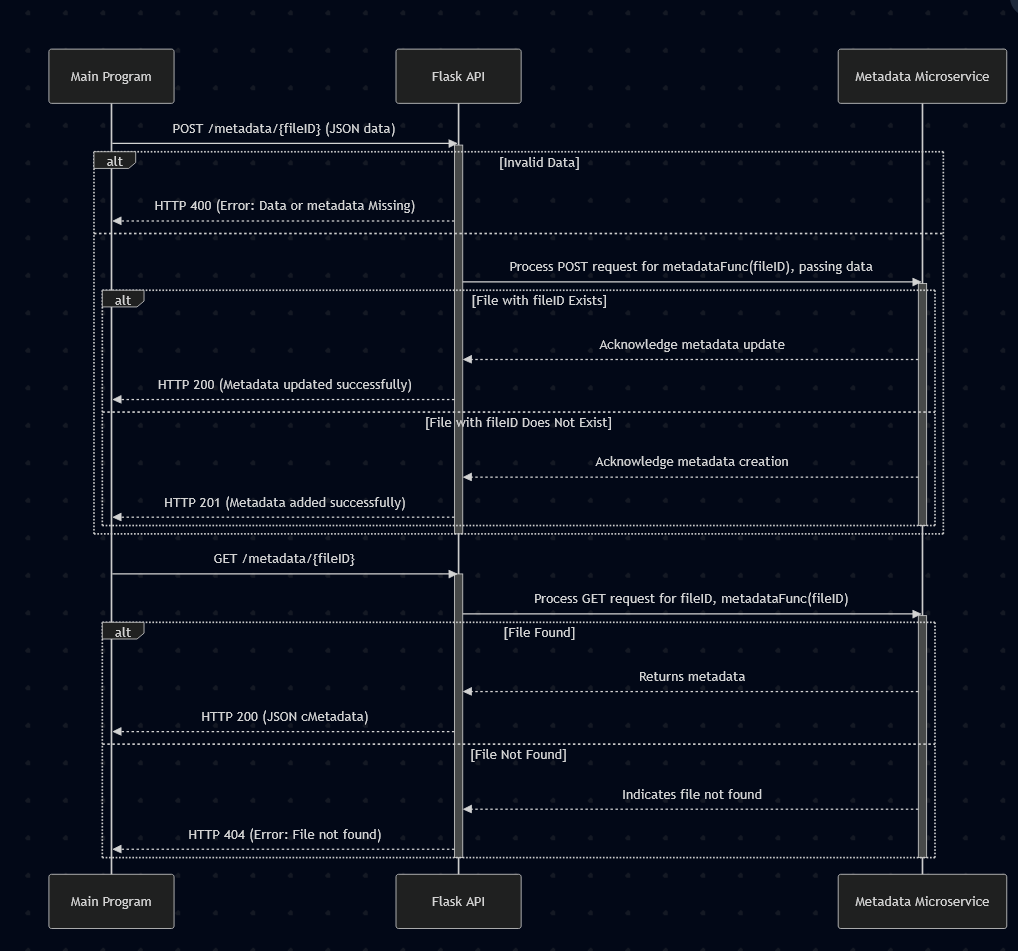 Main Program
Flask API
Metadata Microservice
POST /metadata/{fileID} (JSON data)
alt
[Invalid Data]
HTTP 400 (Error: Data or metadata Missing)
Process POST request for metadataFunc(fileID), passing data
alt
[File with fileID Exists]
Acknowledge metadata update
HTTP 200 (Metadata updated successfully)
[File with fileID Does Not Exist]
Acknowledge metadata creation
HTTP 201 (Metadata added successfully)
GET /metadata/{fileID}
Process GET request for fileID, metadataFunc(fileID)
alt
[File Found]
Returns metadata
HTTP 200 (JSON cMetadata)
[File Not Found]
Indicates file not found
HTTP 404 (Error: File not found)
Main Program
Flask API
Metadata Microservice